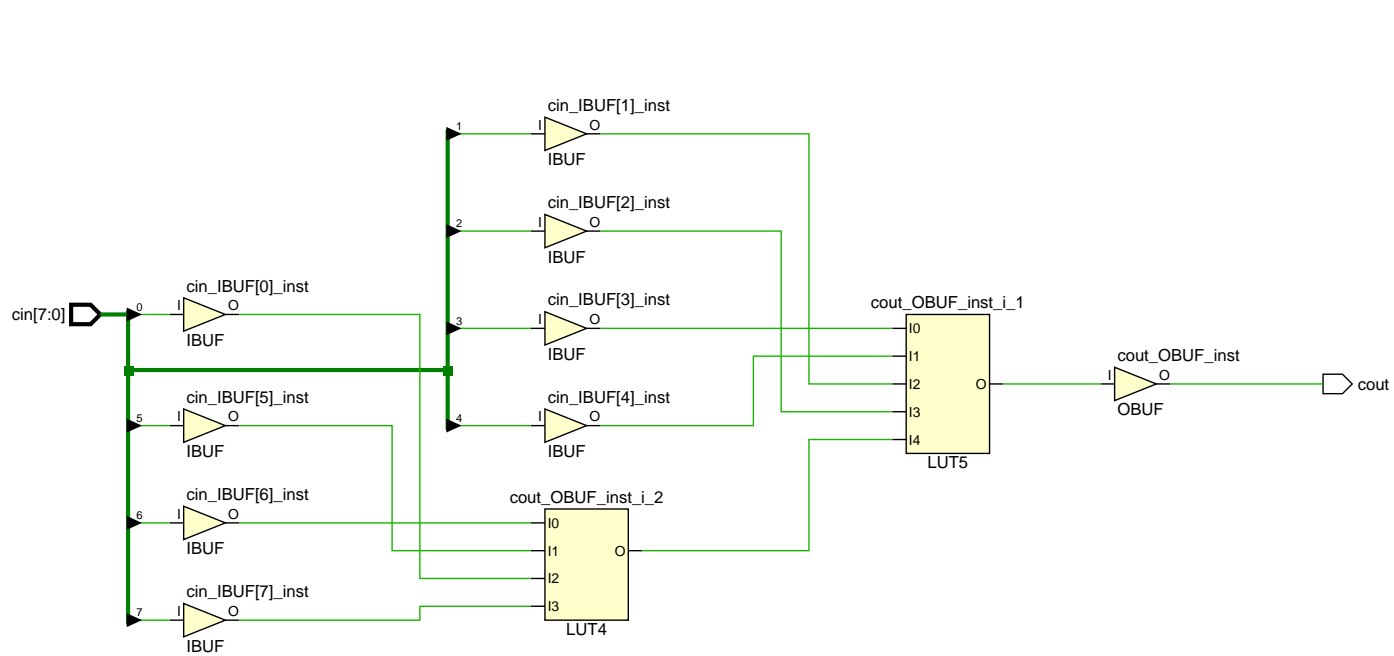 cin_IBUF[1]_inst
1
I
O
IBUF
cin_IBUF[2]_inst
2
I
O
IBUF
cin_IBUF[0]_inst
cin[7:0]
0
I
O
IBUF
cin_IBUF[3]_inst
3
I
O
IBUF
cout_OBUF_inst_i_1
I0
I1
I2
I3
I4
O
LUT5
cout_OBUF_inst
I
O
OBUF
cout
cin_IBUF[5]_inst
5
I
O
IBUF
cin_IBUF[4]_inst
4
I
O
IBUF
cin_IBUF[6]_inst
6
I
O
IBUF
cout_OBUF_inst_i_2
I0
I1
I2
I3
O
LUT4
cin_IBUF[7]_inst
7
I
O
IBUF